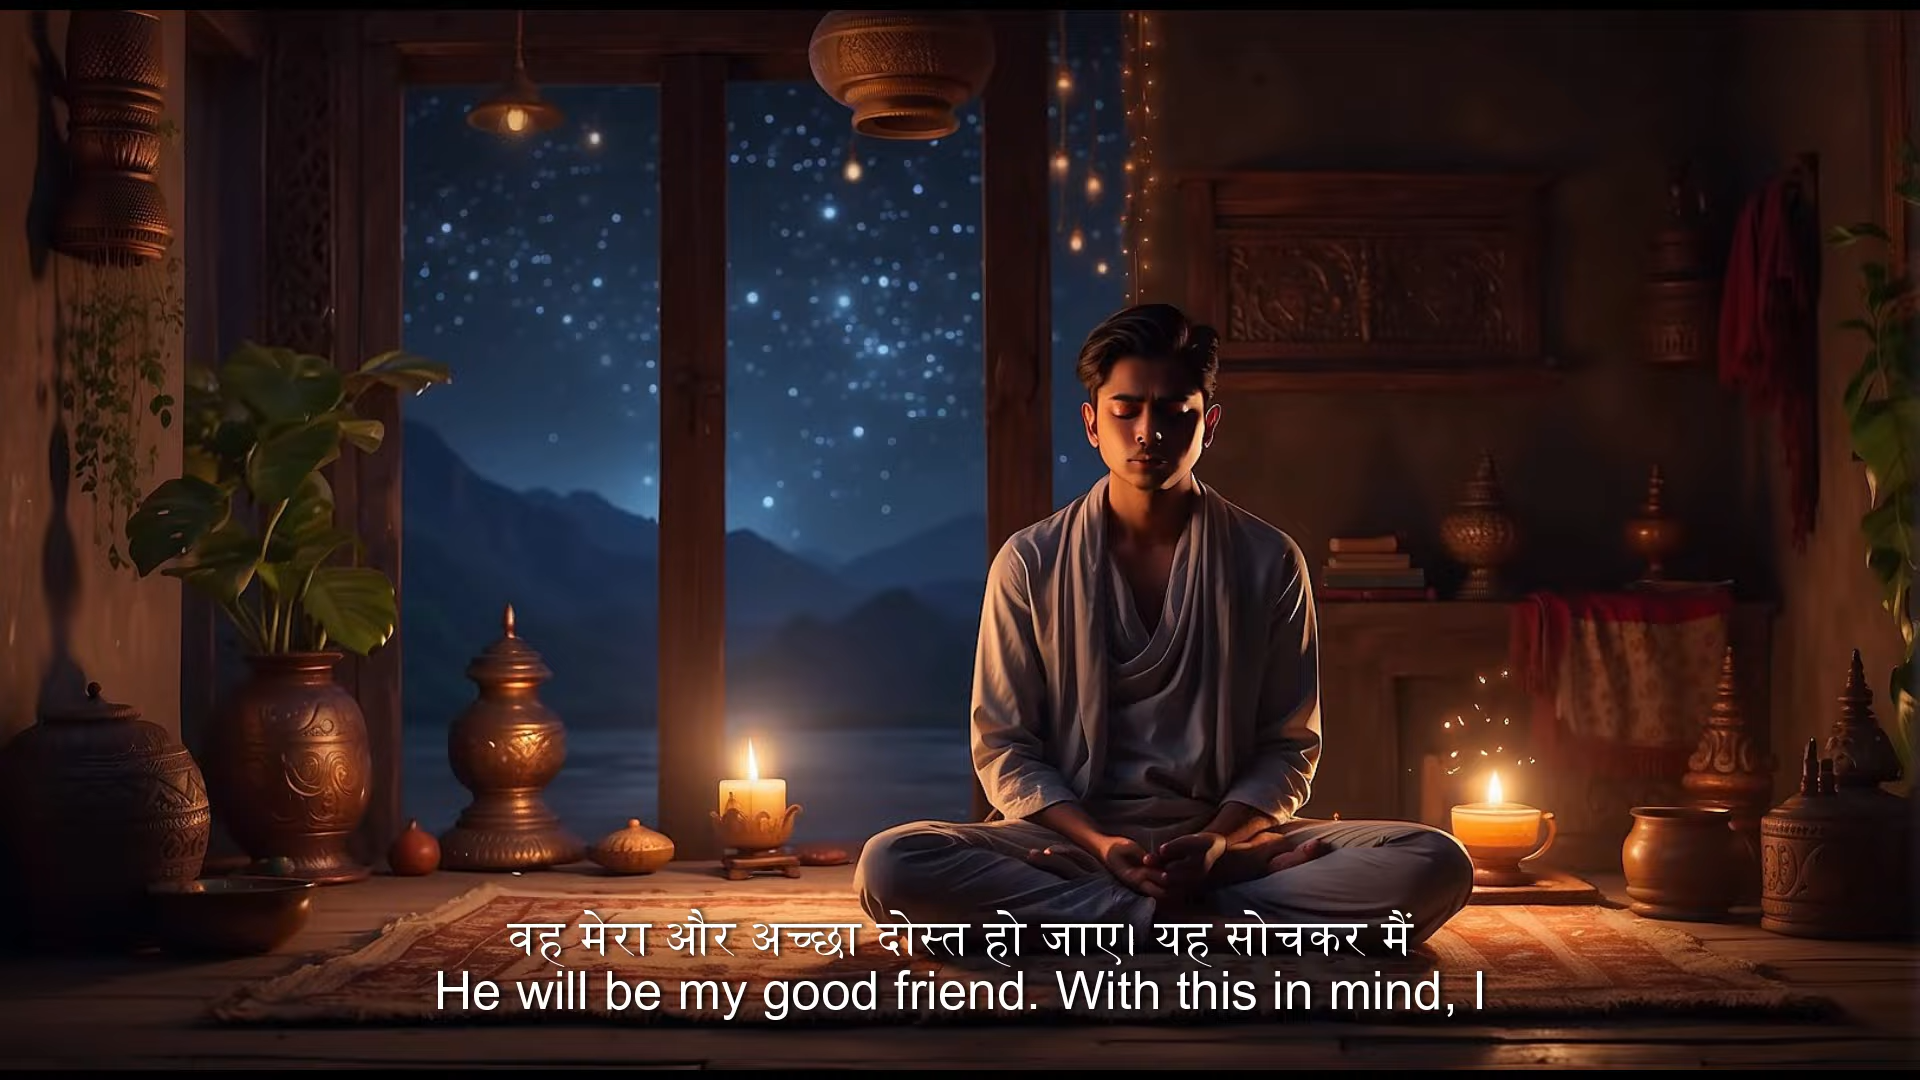 वह मेरा और अच्छा दोस्त हो जाए। यह सोचकर मैं
He will be my good friend. With this in mind, I